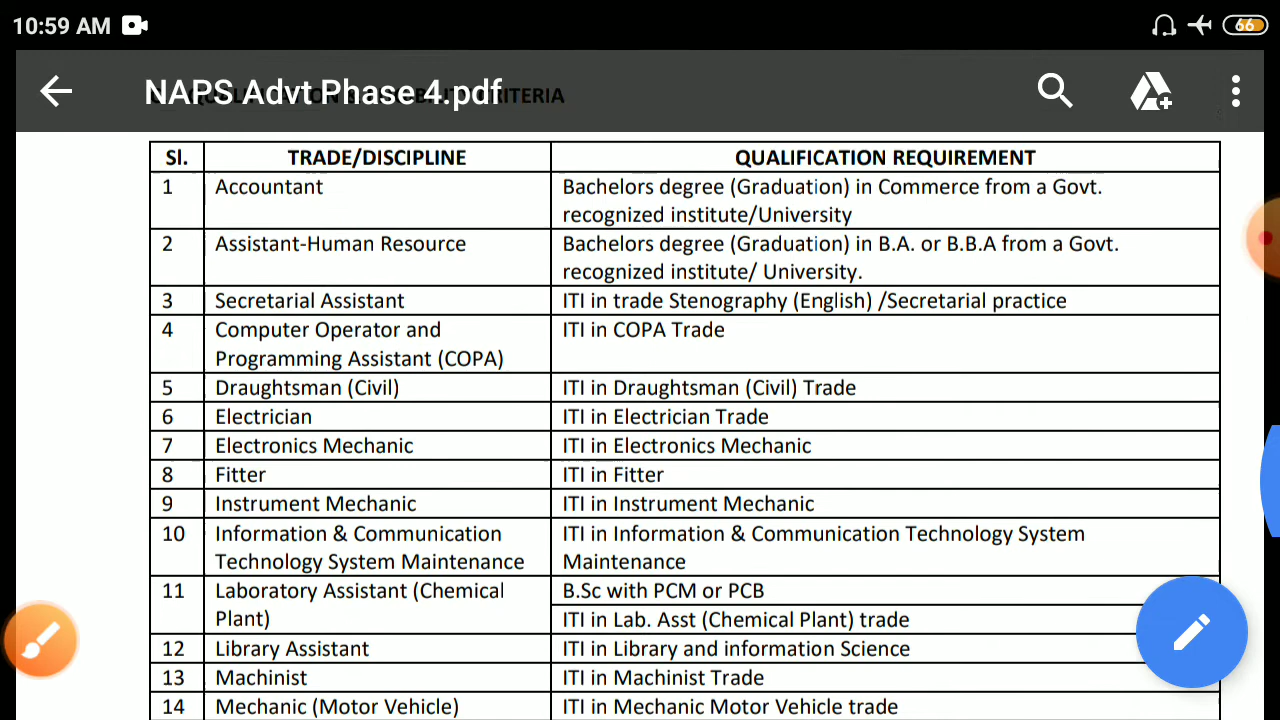 10:59 AM
66
NAPS Advt Phase 4.pdf
Sl. TRADE/DISCIPLINE QUALIFICATION REQUIREMENT
1 Accountant Bachelors degree (Graduation) in Commerce from a Govt.
recognized institute/University
2 Assistant-Human Resource Bachelors degree (Graduation) in B.A. or B.B.A from a Govt.
recognized institute/ University.
3 Secretarial Assistant ITI in trade Stenography (English) /Secretarial practice
4 Computer Operator and ITI in COPA Trade
Programming Assistant (COPA)
5 Draughtsman (Civil) ITI in Draughtsman (Civil) Trade
6 Electrician ITI in Electrician Trade
7 Electronics Mechanic ITI in Electronics Mechanic
8 Fitter ITI in Fitter
9 Instrument Mechanic ITI in Instrument Mechanic
10 Information & Communication ITI in Information & Communication Technology System
Technology System Maintenance Maintenance
11 Laboratory Assistant (Chemical B.Sc with PCM or PCB
Plant) ITI in Lab. Asst (Chemical Plant) trade
12 Library Assistant ITI in Library and information Science
13 Machinist ITI in Machinist Trade
14 Mechanic (Motor Vehicle) ITI in Mechanic Motor Vehicle trade